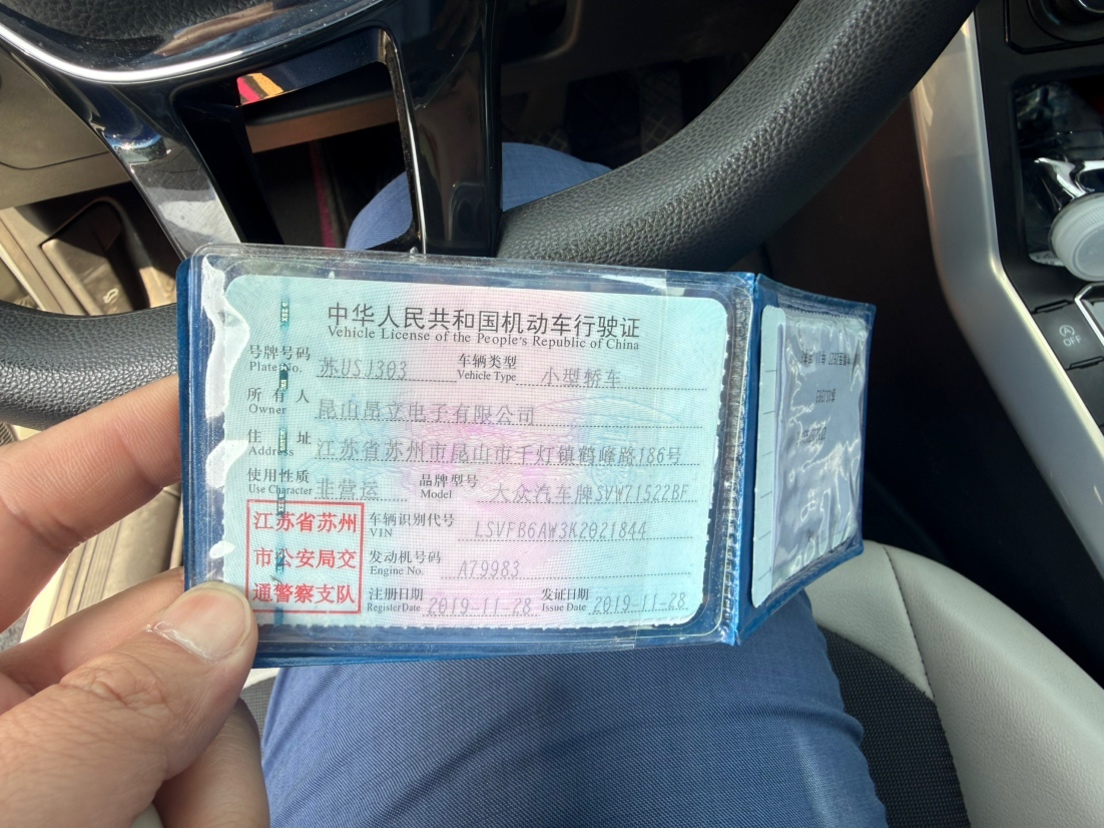 中华人民共和国机动车行驶证
Vehicle License of the People's Republic of China
号牌号码 苏USJ303 车辆类型 小型轿车
Plate No. Vehicle Type
所有人 昆山昂立电子有限公司
Owner
住址 江苏省苏州市昆山市千灯镇鹤峰路186号
Address
使用性质 非营运 品牌型号 大众汽车牌SVW71522BF
Use Character Model
江苏省苏州
市公安局交
通警察支队
车辆识别代号 LSVFB6AW3K2021844
VIN
发动机号码 A79983
Engine No.
注册日期 2019-11-28 发证日期 2019-11-28
Register Date Issue Date
OFF